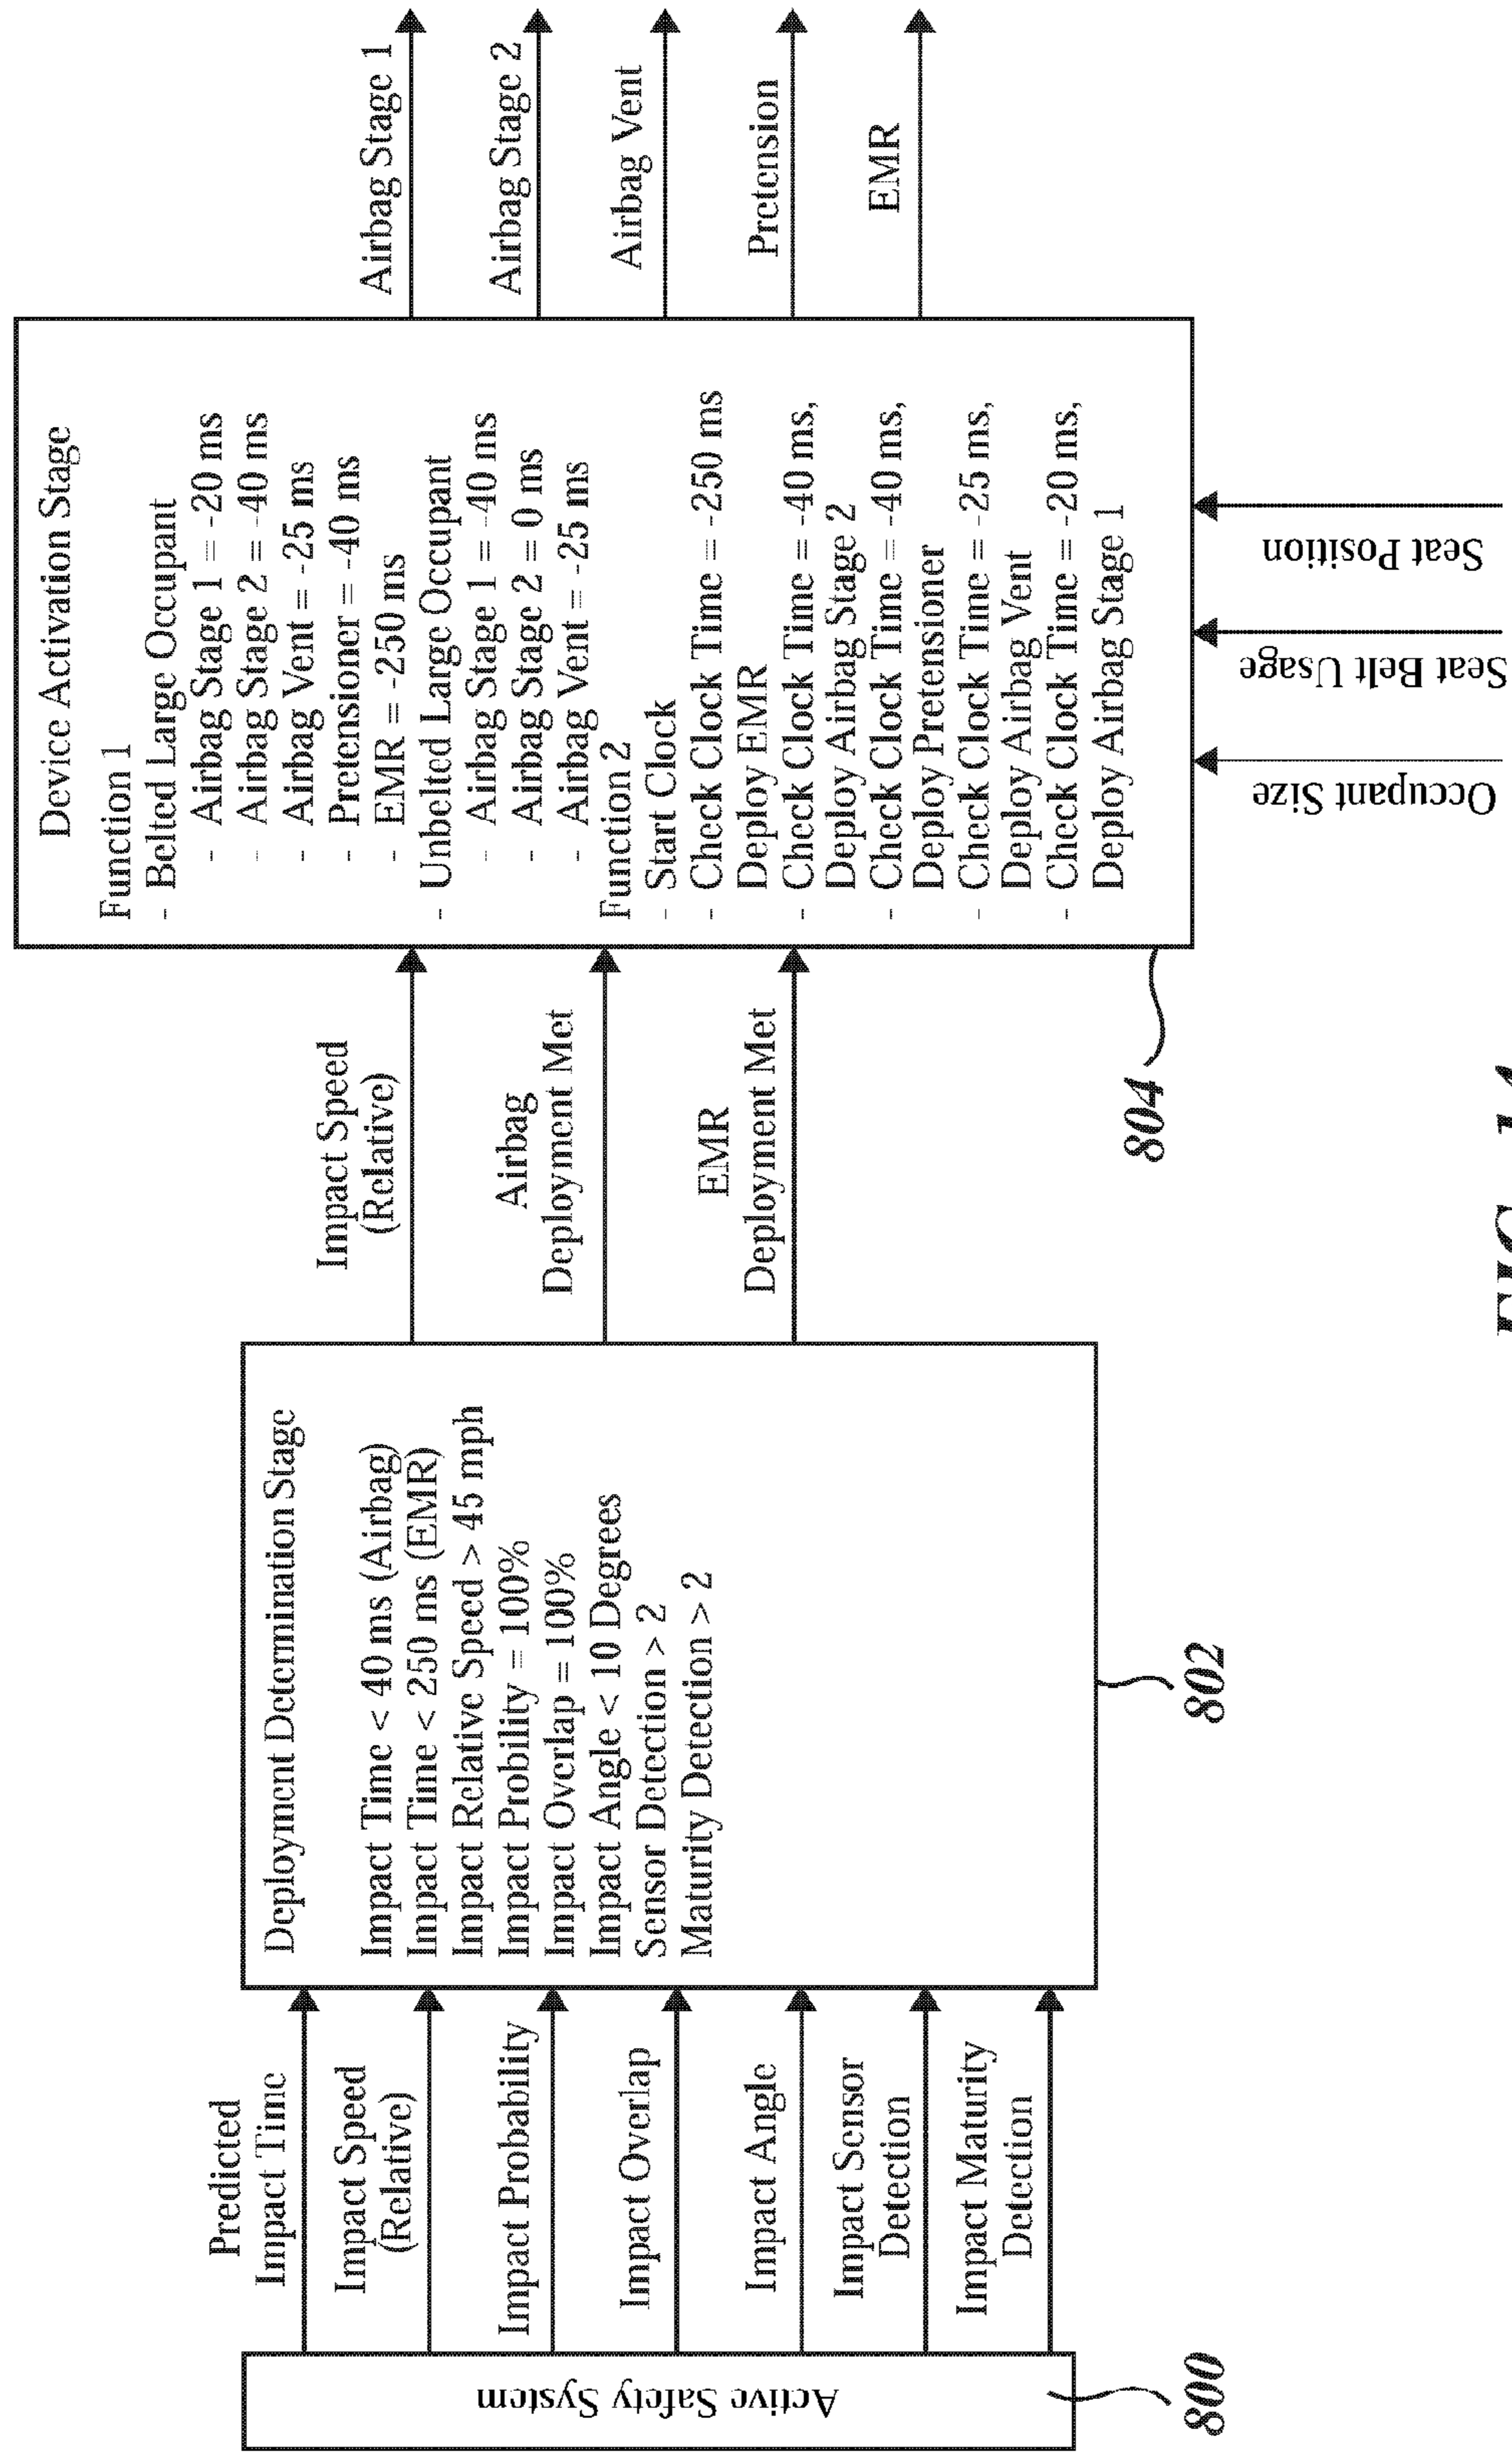 Active Safety System
800
Predicted
Impact Time
Impact Speed
(Relative)
Impact Probability
Impact Overlap
Impact Angle
Impact Sensor
Detection
Impact Maturity
Detection
Deployment Determination Stage
Impact Time < 40 ms (Airbag)
Impact Time < 250 ms (EMR)
Impact Relative Speed > 45 mph
Impact Probility = 100%
Impact Overlap = 100%
Impact Angle < 10 Degrees
Sensor Detection > 2
Maturity Detection > 2
802
Impact Speed
(Relative)
Airbag
Deployment Met
EMR
Deployment Met
Device Activation Stage
Function 1
- Belted Large Occupant
- Airbag Stage 1 = -20 ms
- Airbag Stage 2 = -40 ms
- Airbag Vent = -25 ms
- Pretensioner = -40 ms
- EMR = -250 ms
- Unbelted Large Occupant
- Airbag Stage 1 = -40 ms
- Airbag Stage 2 = 0 ms
- Airbag Vent = -25 ms
Function 2
- Start Clock
- Check Clock Time = -250 ms
Deploy EMR
- Check Clock Time = -40 ms,
Deploy Airbag Stage 2
- Check Clock Time = -40 ms,
Deploy Pretensioner
- Check Clock Time = -25 ms,
Deploy Airbag Vent
- Check Clock Time = -20 ms,
Deploy Airbag Stage 1
804
Occupant Size
Seat Belt Usage
Seat Position
Airbag Stage 1
Airbag Stage 2
Airbag Vent
Pretension
EMR